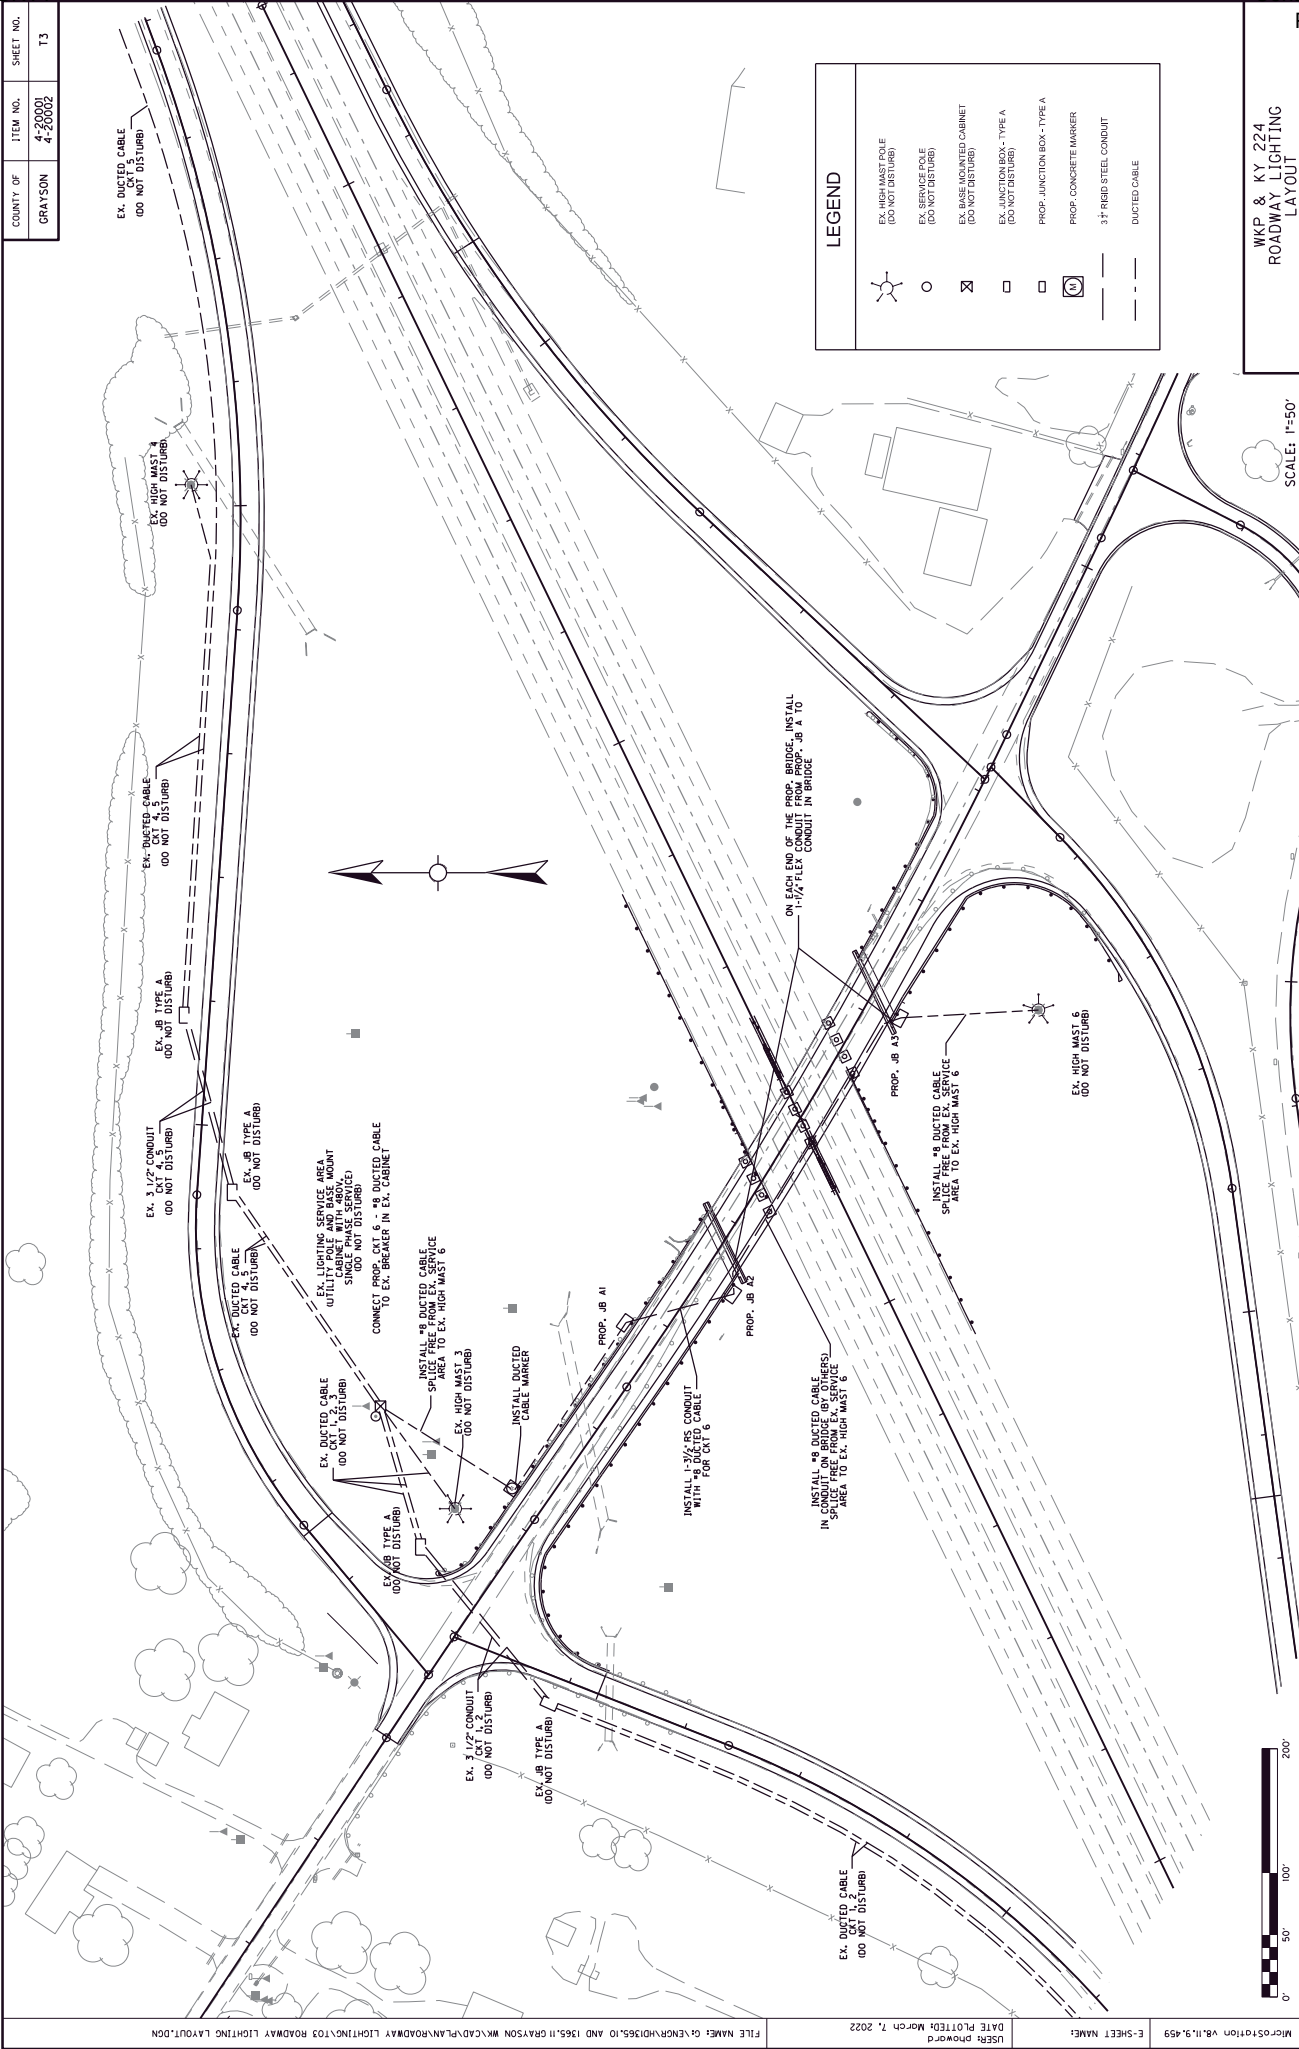 COUNTY OF
ITEM NO.
SHEET NO.
GRAYSON
4-20001
4-20002
T3
EX. DUCTED CABLE
CKT 5
(DO NOT DISTURB)
EX. HIGH MAST 4
(DO NOT DISTURB)
EX. DUCTED CABLE
CKT 4, 5
(DO NOT DISTURB)
EX. JB TYPE A
(DO NOT DISTURB)
EX. 3 1/2" CONDUIT
CKT 4, 5
(DO NOT DISTURB)
EX. JB TYPE A
(DO NOT DISTURB)
EX. DUCTED CABLE
CKT 4, 5
(DO NOT DISTURB)
EX. LIGHTING SERVICE AREA
(UTILITY POLE AND BASE MOUNT
CABINET WITH 480V,
SINGLE PHASE SERVICE)
(DO NOT DISTURB)
CONNECT PROP. CKT 6 - #8 DUCTED CABLE
TO EX. BREAKER IN EX. CABINET
INSTALL #8 DUCTED CABLE
SPLICE FREE FROM EX. SERVICE
AREA TO EX. HIGH MAST 6
EX. DUCTED CABLE
CKT 1, 2, 3
(DO NOT DISTURB)
EX. HIGH MAST 3
(DO NOT DISTURB)
INSTALL DUCTED
CABLE MARKER
EX. JB TYPE A
(DO NOT DISTURB)
EX. 3 1/2" CONDUIT
CKT 1, 2
(DO NOT DISTURB)
EX. JB TYPE A
(DO NOT DISTURB)
EX. DUCTED CABLE
CKT 1, 2
(DO NOT DISTURB)
PROP. JB A1
PROP. JB A2
PROP. JB A3
INSTALL 1-3/2" RS CONDUIT
WITH #8 DUCTED CABLE
FOR CKT 6
INSTALL #8 DUCTED CABLE
IN CONDUIT ON BRIDGE (BY OTHERS)
SPLICE FREE FROM EX. SERVICE
AREA TO EX. HIGH MAST 6
ON EACH END OF THE PROP. BRIDGE, INSTALL
1-1/4" FLEX CONDUIT FROM PROP. JB A TO
CONDUIT IN BRIDGE
INSTALL #8 DUCTED CABLE
SPLICE FREE FROM EX. SERVICE
AREA TO EX. HIGH MAST 6
EX. HIGH MAST 6
(DO NOT DISTURB)
LEGEND
EX. HIGH MAST POLE
(DO NOT DISTURB)
EX. SERVICE POLE
(DO NOT DISTURB)
EX. BASE MOUNTED CABINET
(DO NOT DISTURB)
EX. JUNCTION BOX - TYPE A
(DO NOT DISTURB)
PROP. JUNCTION BOX - TYPE A
M
PROP. CONCRETE MARKER
3½" RIGID STEEL CONDUIT
DUCTED CABLE
WKP & KY 224
ROADWAY LIGHTING
LAYOUT
SCALE: 1"=50'
0'
50'
100'
200'
MicroStation v8.11.9.459
E-SHEET NAME:
USER: phoward
DATE PLOTTED: March 7, 2022
FILE NAME: G:\ENGR\HDI365.10 AND 1365.11 GRAYSON WK\CAD\PLAN\ROADWAY LIGHTING\T03 ROADWAY LIGHTING LAYOUT.DGN